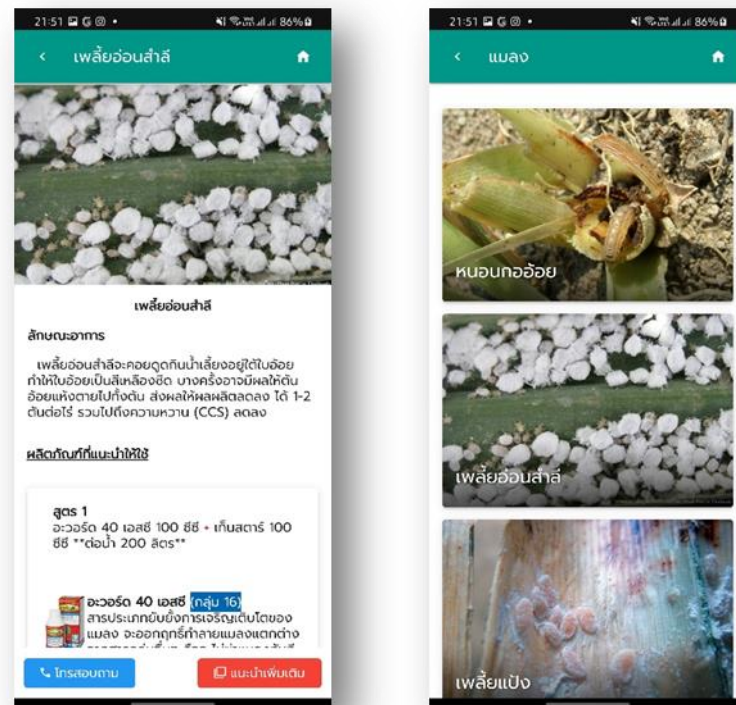 21:51
86%
เพลี้ยอ่อนสำลี
เพลี้ยอ่อนสำลี
ลักษณะอาการ
เพลี้ยอ่อนสำลีจะคอยดูดกินน้ำเลี้ยงอยู่ใต้ใบอ้อย
ทำให้ใบอ้อยเป็นสีเหลืองซีด บางครั้งอาจมีผลให้ต้น
อ้อยแห้งตายไปทั้งต้น ส่งผลให้ผลผลิตลดลง ได้ 1-2
ตันต่อไร่ รวมไปถึงความหวาน (CCS) ลดลง
ผลิตภัณฑ์ที่แนะนำให้ใช้
สูตร 1
อะวอร์ด 40 เอสซี 100 ซีซี + เก็นสตาร์ 100
ซีซี **ต่อน้ำ 200 ลิตร**
อะวอร์ด 40 เอสซี (กลุ่ม 16)
สารประเภทยับยั้งการเจริญเติบโตของ
แมลง จะออกฤทธิ์ทำลายแมลงแตกต่าง
โทรสอบถาม
แนะนำเพิ่มเติม
21:51
86%
แมลง
หนอนกออ้อย
เพลี้ยอ่อนสำลี
เพลี้ยแป้ง